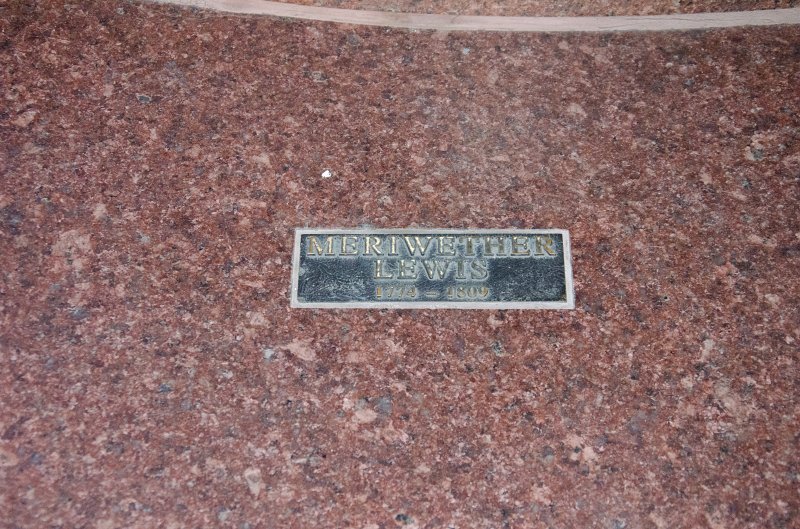 MERIWETHER
LEWIS
1774 – 1809